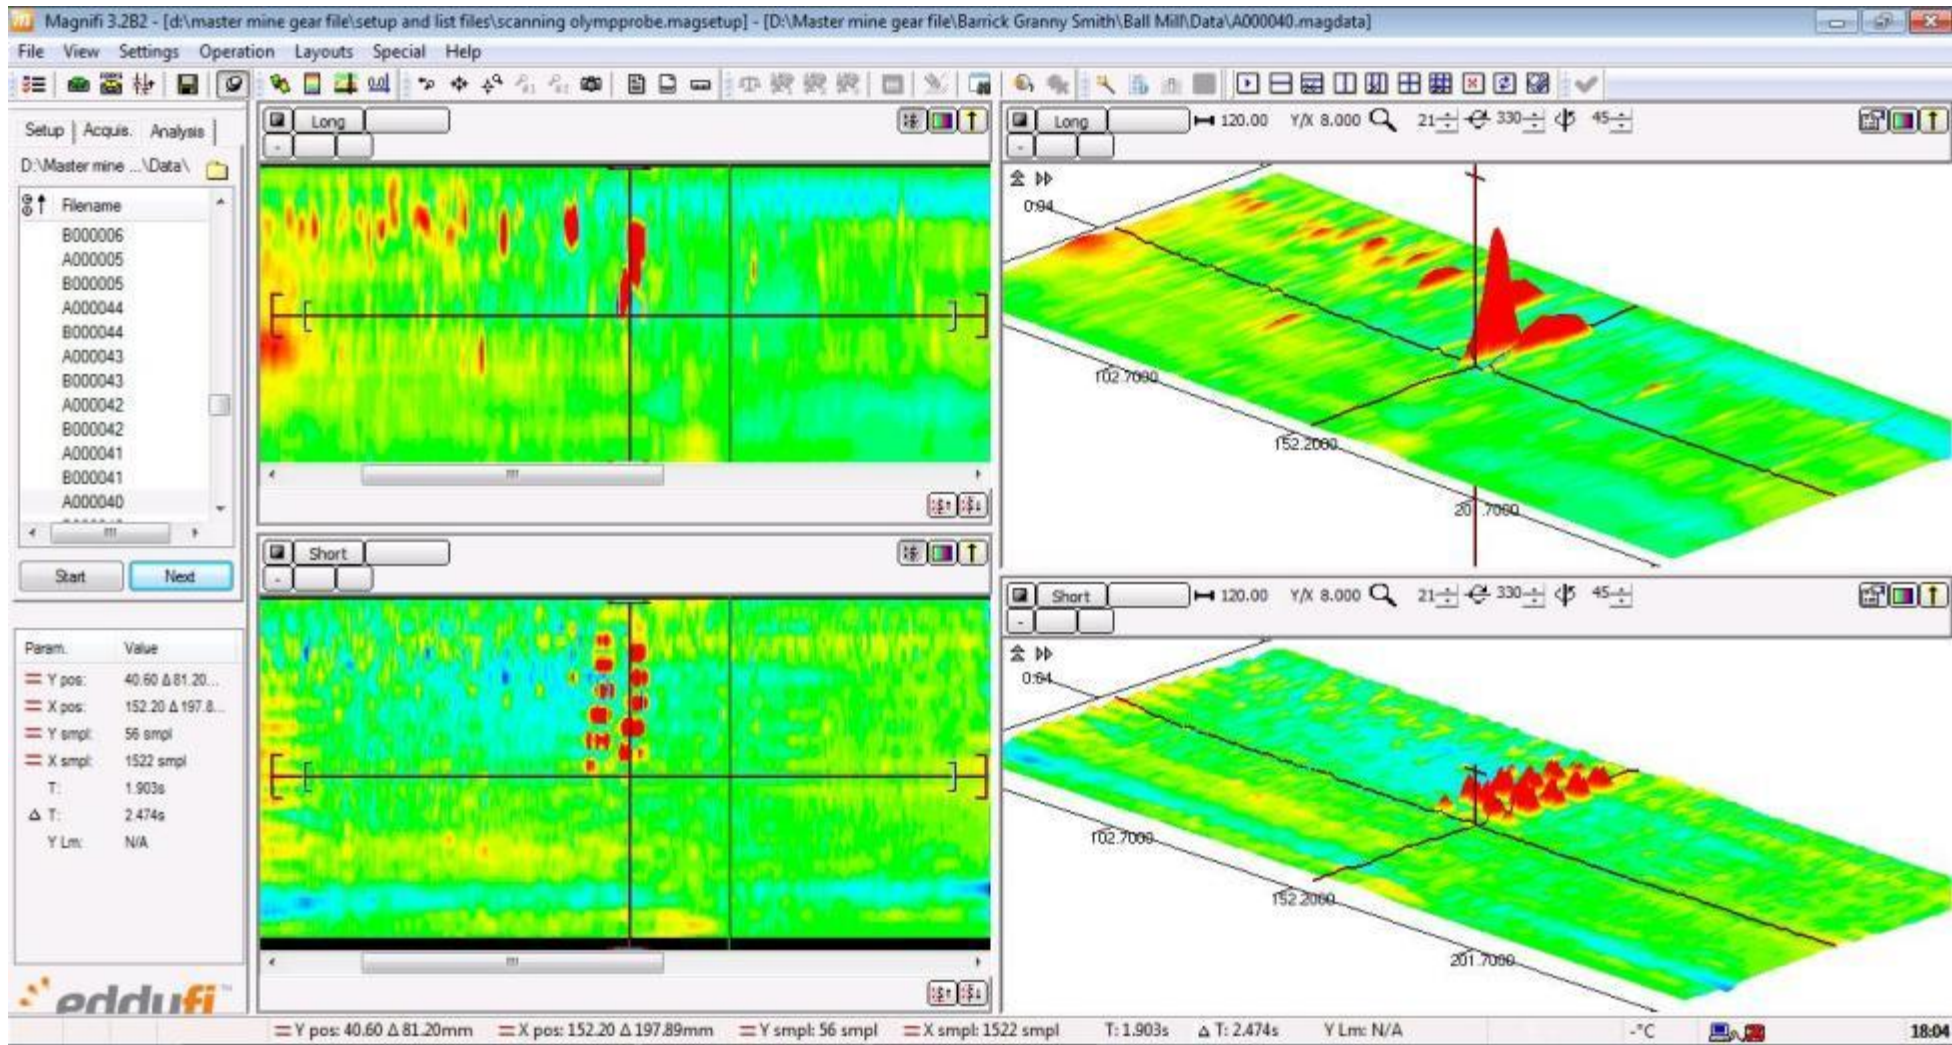 Magnifi 3.2B2 - [d:\master mine gear file\setup and list files\scanning olympprobe.magsetup] - [D:\Master mine gear file\Barrick Granny Smith\Ball Mill\Data\A000040.magdata]
File View Settings Operation Layouts Special Help
Setup Acquis. Analysis
D:\Master mine ...\Data\
Filename
B000006
A000005
B000005
A000044
B000044
A000043
B000043
A000042
B000042
A000041
B000041
A000040
Start Next
Param. Value
Y pos: 40.60 Δ 81.20...
X pos: 152.20 Δ 197.8...
Y smpl: 56 smpl
X smpl: 1522 smpl
T: 1.903s
Δ T: 2.474s
Y Lm: N/A
eddyfi™
Long
Long 120.00 Y/X 8.000 21 330 45
0.04
102.7000
152.2000
201.7000
Short
Short 120.00 Y/X 8.000 21 330 45
0.04
102.7000
152.2000
201.7000
Y pos: 40.60 Δ 81.20mm X pos: 152.20 Δ 197.89mm Y smpl: 56 smpl X smpl: 1522 smpl T: 1.903s Δ T: 2.474s Y Lm: N/A -°C 18:04